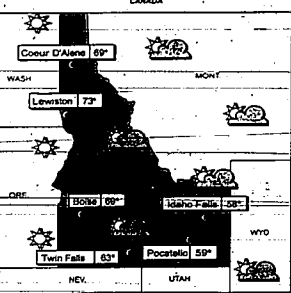 CANADA
Coeur D'Alene 69°
WASH
MONT
Lewiston 73°
ORE
Boise 69°
Idaho Falls 58°
WYO
Twin Falls 63°
Pocatello 59°
NEV.
UTAH